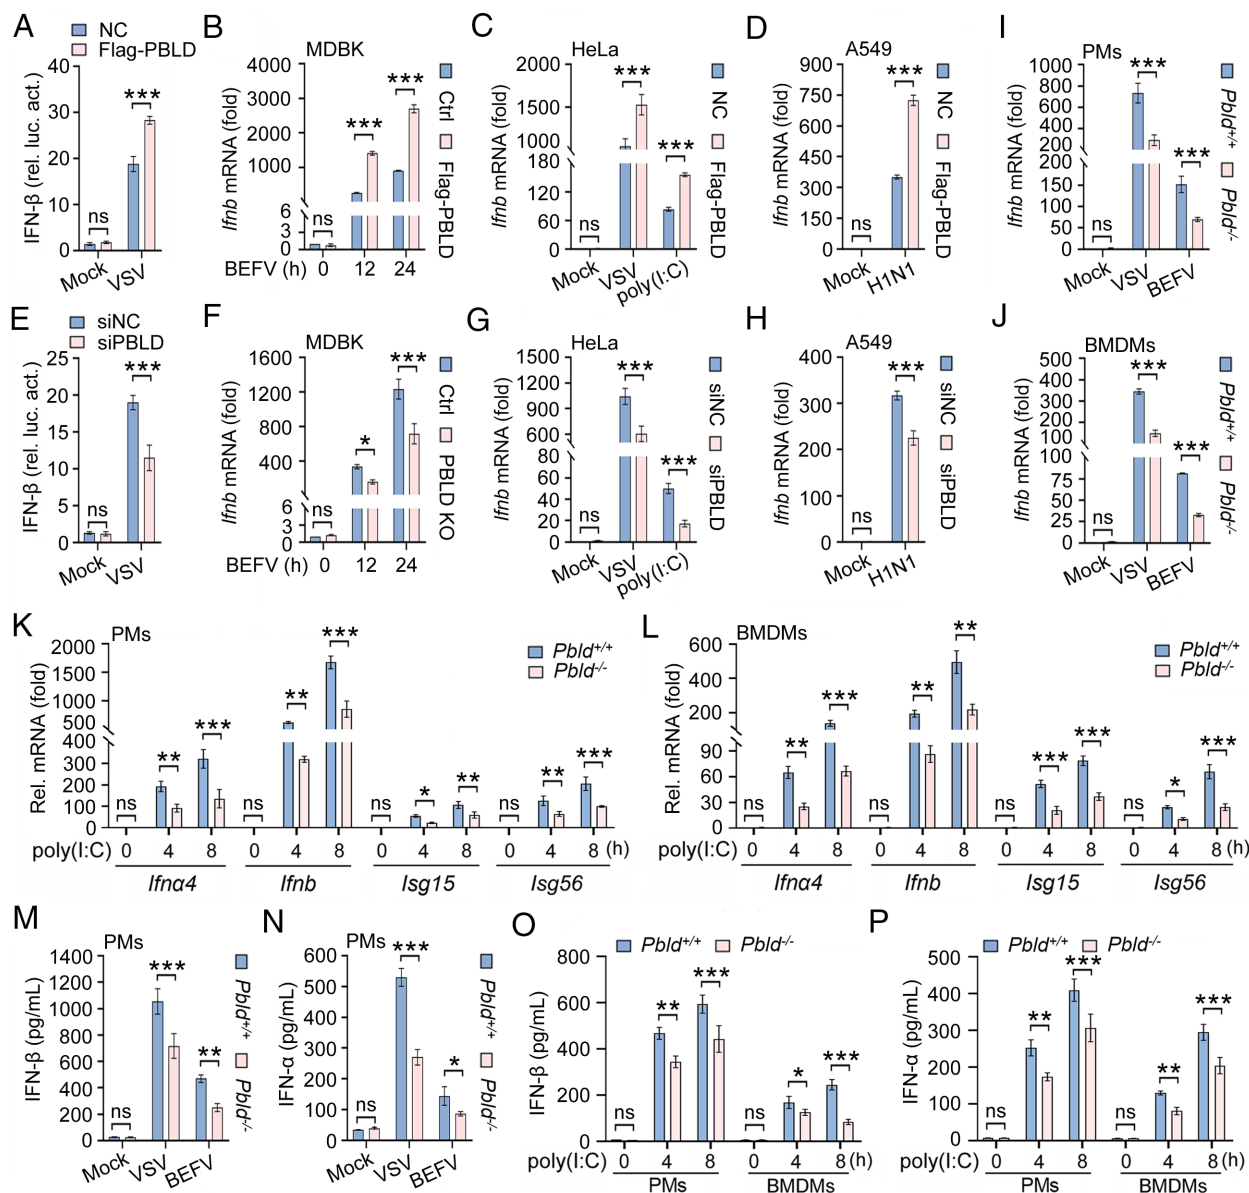 A
NC
Flag-PBLD
IFN-β (rel. luc. act.)
40
30
20
10
0
ns
***
Mock
VSV
B
MDBK
Ifnb mRNA (fold)
4000
3000
2000
1000
6
3
0
ns
***
***
BEFV (h) 0 12 24
Ctrl
Flag-PBLD
C
HeLa
Ifnb mRNA (fold)
2000
1500
1000
180
120
60
0
ns
***
***
Mock
VSV
poly(I:C)
NC
Flag-PBLD
D
A549
Ifnb mRNA (fold)
900
750
600
450
300
150
0
ns
***
Mock
H1N1
NC
Flag-PBLD
I
PMs
Ifnb mRNA (fold)
1000
800
600
400
200
200
150
100
50
0
ns
***
***
Mock
VSV
BEFV
Pbld+/+
Pbld-/-
E
siNC
siPBLD
IFN-β (rel. luc. act.)
25
20
15
10
5
0
ns
***
Mock
VSV
F
MDBK
Ifnb mRNA (fold)
1600
1200
800
400
6
3
0
ns
*
***
BEFV (h) 0 12 24
Ctrl
PBLD KO
G
HeLa
Ifnb mRNA (fold)
1500
1200
900
600
80
60
40
20
0
ns
***
***
Mock
VSV
poly(I:C)
siNC
siPBLD
H
A549
Ifnb mRNA (fold)
400
300
200
100
0
ns
***
Mock
H1N1
siNC
siPBLD
J
BMDMs
Ifnb mRNA (fold)
500
400
300
200
100
100
75
50
25
0
ns
***
***
Mock
VSV
BEFV
Pbld+/+
Pbld-/-
K
PMs
Pbld+/+
Pbld-/-
Rel. mRNA (fold)
2000
1500
1000
500
400
300
200
100
0
ns ** *** ns ** *** ns * ** ns ** ***
poly(I:C) 0 4 8 0 4 8 0 4 8 0 4 8 (h)
Ifnα4 Ifnb Isg15 Isg56
L
BMDMs
Pbld+/+
Pbld-/-
Rel. mRNA (fold)
600
400
200
90
60
30
0
ns ** *** ns ** ** ns *** *** ns * ***
poly(I:C) 0 4 8 0 4 8 0 4 8 0 4 8 (h)
Ifnα4 Ifnb Isg15 Isg56
M
PMs
IFN-β (pg/mL)
1400
1200
1000
800
600
400
200
0
ns
***
**
Mock
VSV
BEFV
Pbld+/+
Pbld-/-
N
PMs
IFN-α (pg/mL)
600
500
400
300
200
100
0
ns
***
*
Mock
VSV
BEFV
Pbld+/+
Pbld-/-
O
Pbld+/+ Pbld-/-
IFN-β (pg/mL)
800
600
400
200
0
ns ** *** ns * ***
poly(I:C) 0 4 8 0 4 8 (h)
PMs BMDMs
P
Pbld+/+ Pbld-/-
IFN-α (pg/mL)
500
400
300
200
100
0
ns ** *** ns ** ***
poly(I:C) 0 4 8 0 4 8 (h)
PMs BMDMs